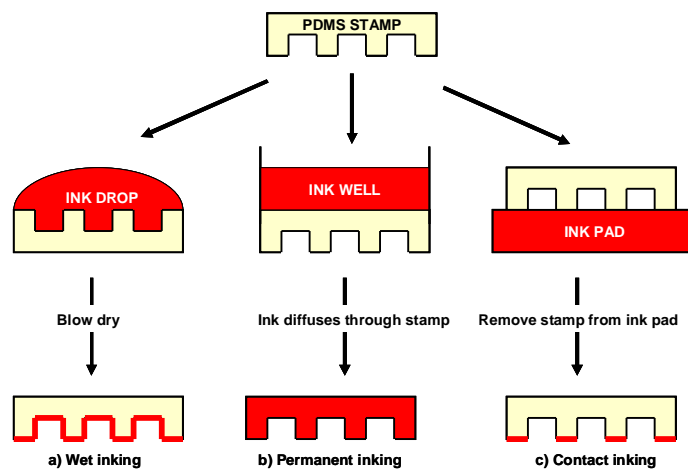 PDMS STAMP
INK DROP
INK WELL
INK PAD
Blow dry
Ink diffuses through stamp
Remove stamp from ink pad
a) Wet inking
b) Permanent inking
c) Contact inking